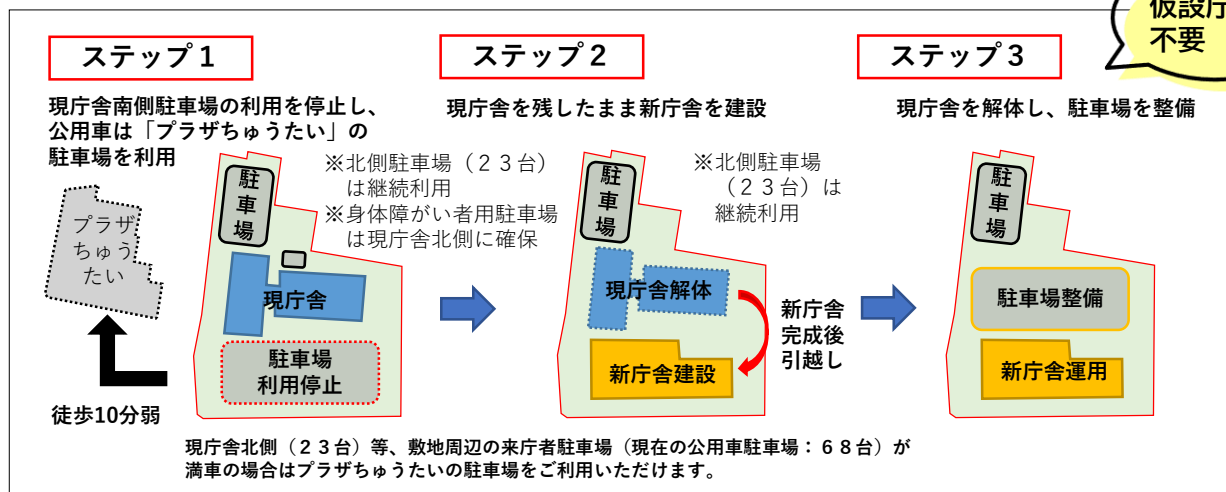 仮設庁
不要
ステップ1
現庁舎南側駐車場の利用を停止し、
公用車は「プラザちゅうたい」の
駐車場を利用
※北側駐車場（２３台）
は継続利用
※身体障がい者用駐車場
は現庁舎北側に確保
駐車場
プラザ
ちゅう
たい
現庁舎
駐車場
利用停止
徒歩10分弱
ステップ2
現庁舎を残したまま新庁舎を建設
※北側駐車場
（２３台）は
継続利用
駐車場
現庁舎解体
新庁舎建設
新庁舎
完成後
引越し
ステップ3
現庁舎を解体し、駐車場を整備
駐車場
駐車場整備
新庁舎運用
現庁舎北側（２３台）等、敷地周辺の来庁者駐車場（現在の公用車駐車場：６８台）が
満車の場合はプラザちゅうたいの駐車場をご利用いただけます。